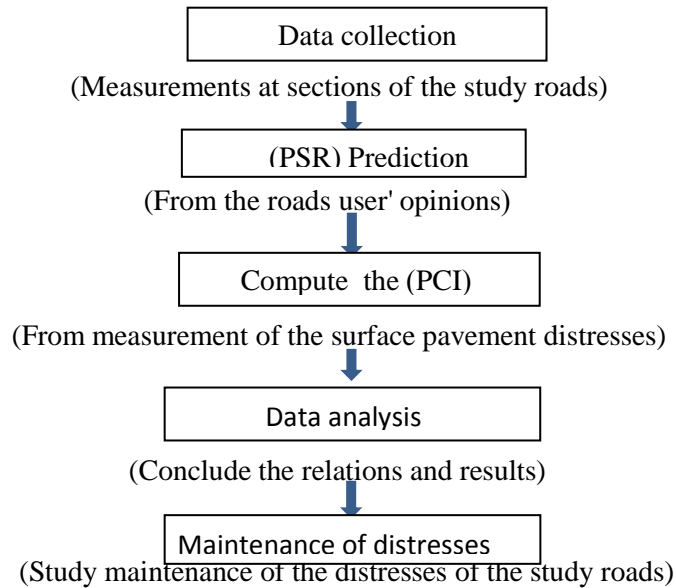 Data collection
(Measurements at sections of the study roads)
(PSR) Prediction
(From the roads user' opinions)
Compute the (PCI)
(From measurement of the surface pavement distresses)
Data analysis
(Conclude the relations and results)
Maintenance of distresses
(Study maintenance of the distresses of the study roads)